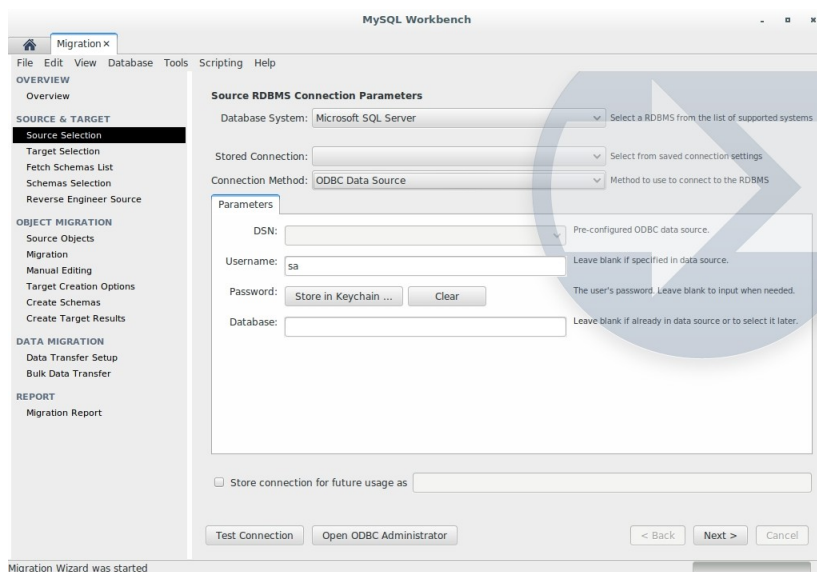 MySQL Workbench
Migration ×
File Edit View Database Tools Scripting Help
OVERVIEW
Overview
SOURCE & TARGET
Source Selection
Target Selection
Fetch Schemas List
Schemas Selection
Reverse Engineer Source
OBJECT MIGRATION
Source Objects
Migration
Manual Editing
Target Creation Options
Create Schemas
Create Target Results
DATA MIGRATION
Data Transfer Setup
Bulk Data Transfer
REPORT
Migration Report
Source RDBMS Connection Parameters
Database System: Microsoft SQL Server Select a RDBMS from the list of supported systems
Stored Connection: Select from saved connection settings
Connection Method: ODBC Data Source Method to use to connect to the RDBMS
Parameters
DSN: Pre-configured ODBC data source.
Username: sa Leave blank if specified in data source.
Password: Store in Keychain ... Clear The user's password. Leave blank to input when needed.
Database: Leave blank if already in data source or to select it later.
Store connection for future usage as
Test Connection Open ODBC Administrator < Back Next > Cancel
Migration Wizard was started